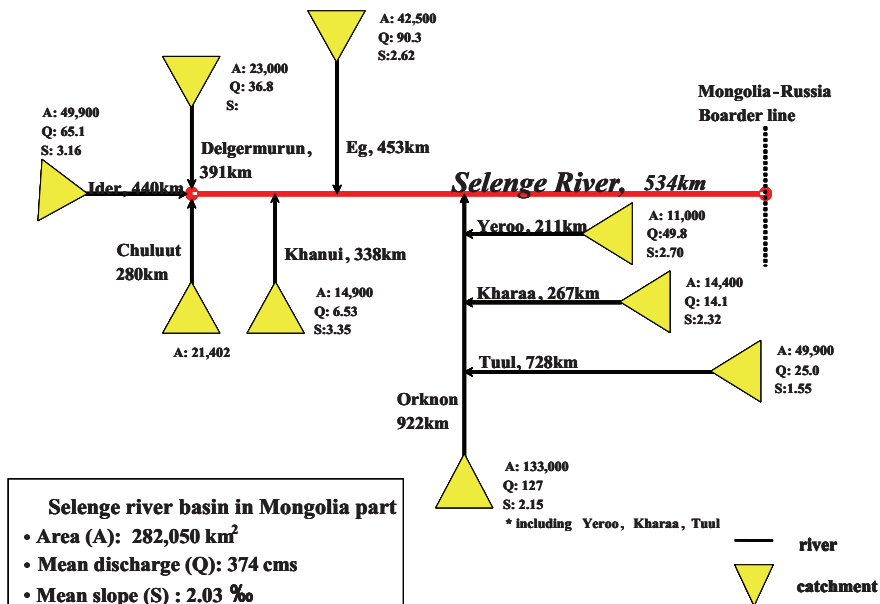 A: 42,500
Q: 90.3
S:2.62
A: 23,000
Q: 36.8
S:
Mongolia-Russia
Boarder line
A: 49,900
Q: 65.1
S: 3.16
Delgermurun,
391km
Eg, 453km
Ider, 440km
Selenge River, 534km
Chuluut
280km
Khanui, 338km
Yeroo, 211km
A: 11,000
Q:49.8
S:2.70
A: 14,900
Q: 6.53
S:3.35
Kharaa, 267km
A: 14,400
Q: 14.1
S:2.32
A: 21,402
Tuul, 728km
A: 49,900
Q: 25.0
S:1.55
Orknon
922km
A: 133,000
Q: 127
S: 2.15
* including Yeroo, Kharaa, Tuul
Selenge river basin in Mongolia part
• Area (A): 282,050 km²
• Mean discharge (Q): 374 cms
• Mean slope (S) : 2.03 ‰
river
catchment